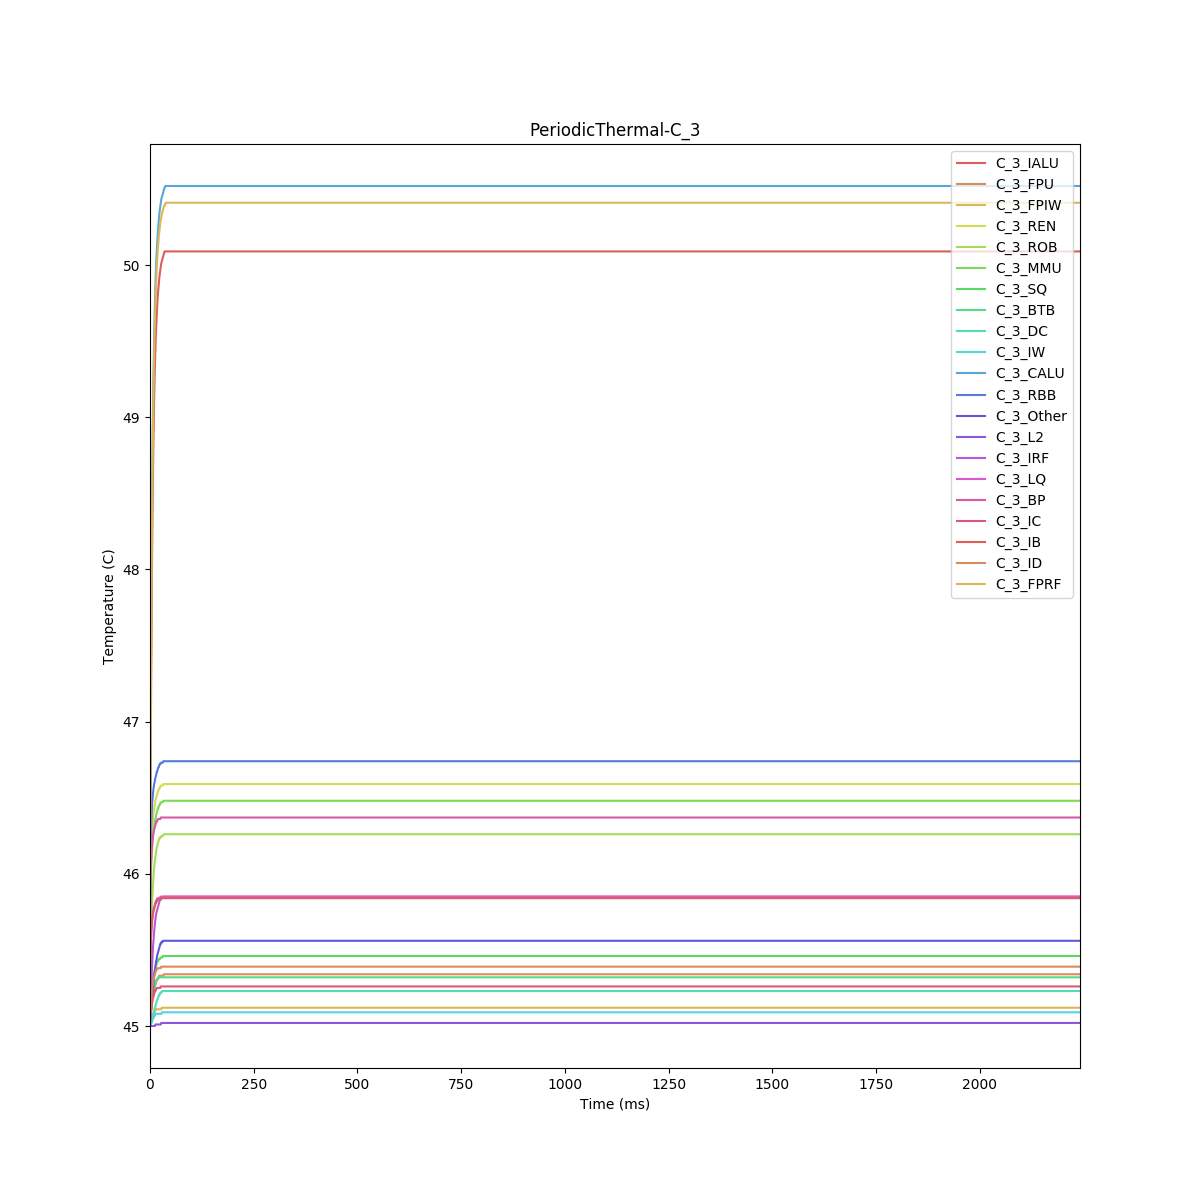 PeriodicThermal-C_3
C_3_IALU
C_3_FPU
C_3_FPIW
C_3_REN
C_3_ROB
C_3_MMU
C_3_SQ
C_3_BTB
C_3_DC
C_3_IW
C_3_CALU
C_3_RBB
C_3_Other
C_3_L2
C_3_IRF
C_3_LQ
C_3_BP
C_3_IC
C_3_IB
C_3_ID
C_3_FPRF
50
49
48
47
46
45
Temperature (C)
0 250 500 750 1000 1250 1500 1750 2000
Time (ms)